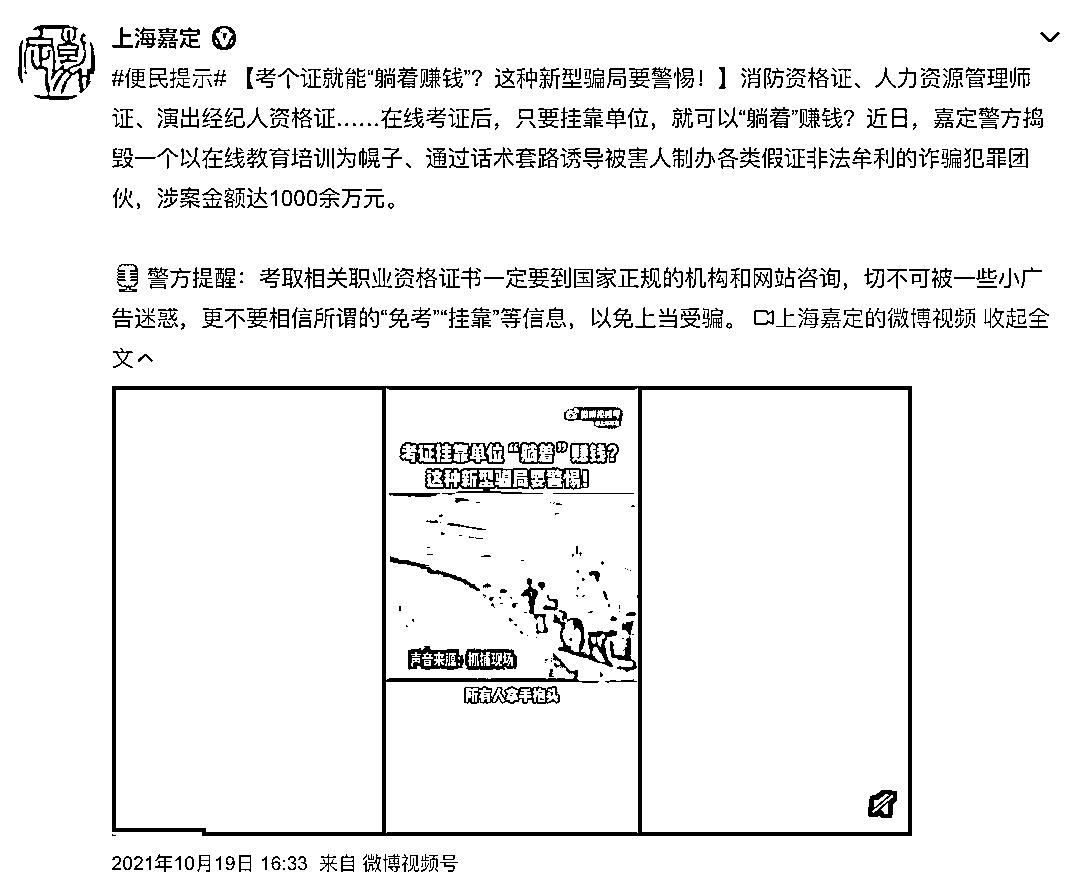 上海嘉定
#便民提示# 【考个证就能“躺着赚钱”？这种新型骗局要警惕！】消防资格证、人力资源管理师
证、演出经纪人资格证……在线考证后，只要挂靠单位，就可以“躺着”赚钱？近日，嘉定警方捣
毁一个以在线教育培训为幌子、通过话术套路诱导被害人制办各类假证非法牟利的诈骗犯罪团
伙，涉案金额达1000余万元。
警方提醒：考取相关职业资格证书一定要到国家正规的机构和网站咨询，切不可被一些小广
告迷惑，更不要相信所谓的“免考”“挂靠”等信息，以免上当受骗。 上海嘉定的微博视频 收起全
文
考证挂靠单位“躺着”赚钱？
这种新型骗局要警惕！
声音来源：抓捕现场
所有人拿手抱头
2021年10月19日 16:33 来自 微博视频号